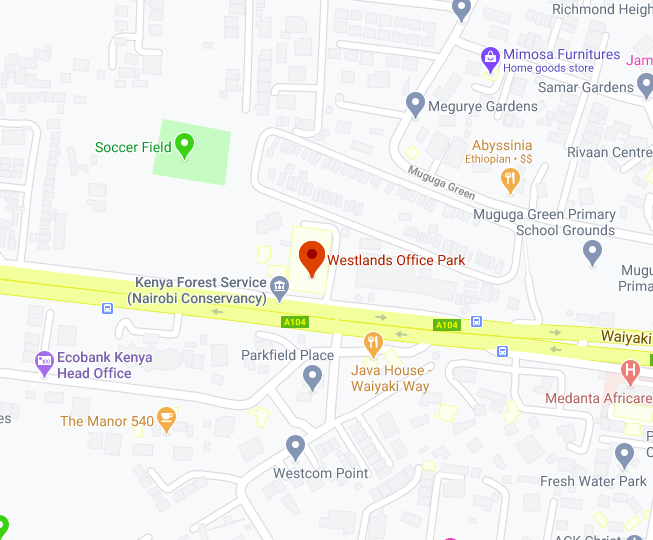 Richmond Heigh
Mimosa Furnitures
Home goods store
Jam
Samar Gardens
Megurye Gardens
Soccer Field
Abyssinia
Ethiopian • $$
Rivaan Centre
Muguga Green
Muguga Green Primary
School Grounds
Westlands Office Park
Mugu
Prima
Kenya Forest Service
(Nairobi Conservancy)
A104
A104
Waiyaki
Parkfield Place
Java House -
Waiyaki Way
Ecobank Kenya
Head Office
Medanta Africare
The Manor 540
es
P
C
Westcom Point
Fresh Water Park
ACK Christ